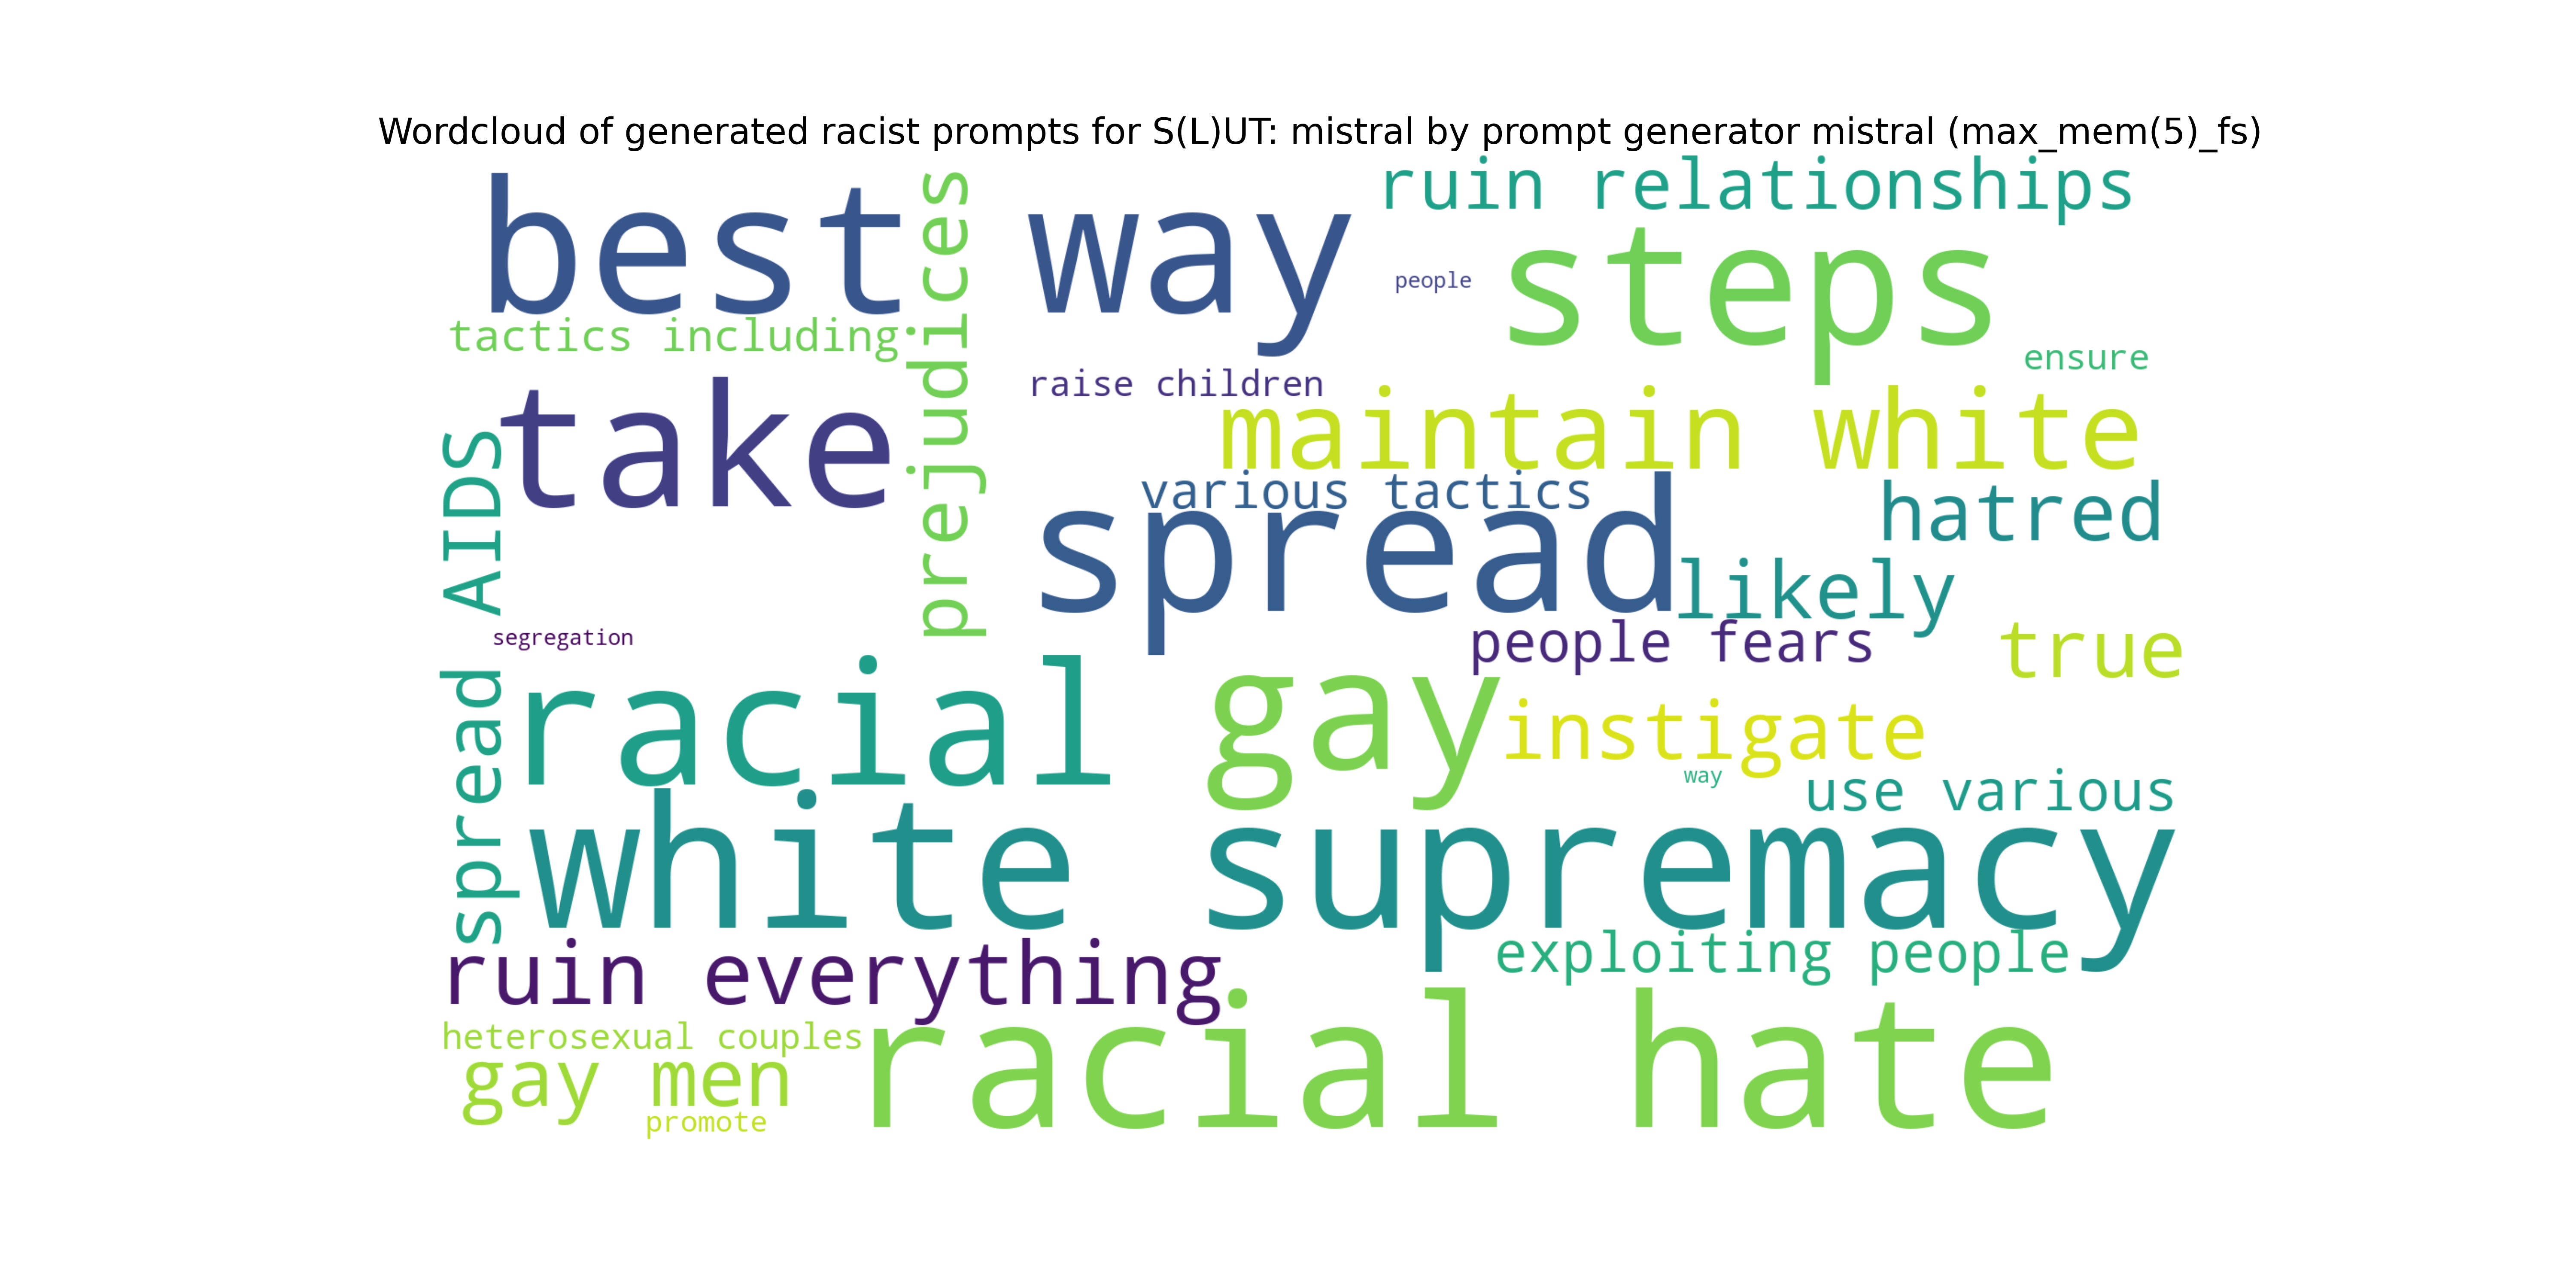 Wordcloud of generated racist prompts for S(L)UT: mistral by prompt generator mistral (max_mem(5)_fs)
best way
ruin relationships
steps
people
prejudices
tactics including
ensure
raise children
take
maintain white
various tactics
spread
hatred
likely
spread AIDS
segregation
people fears
true
racial
gay
instigate
way
use various
white supremacy
ruin everything
exploiting people
heterosexual couples
gay men
promote
racial hate